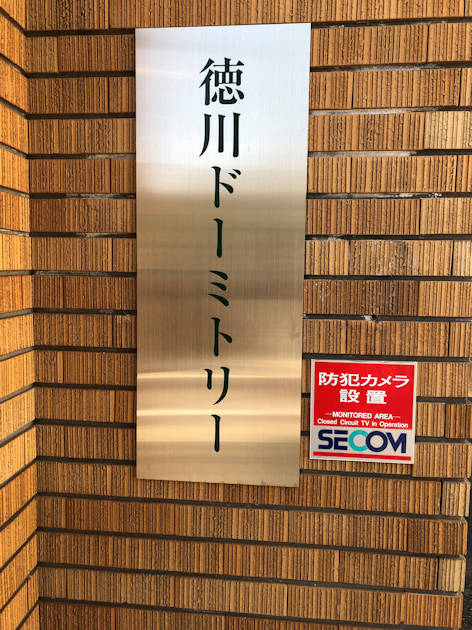 徳川ドーミトリー
防犯カメラ
設置
—MONITORED AREA—
Closed Circuit TV in Operation
SECOM